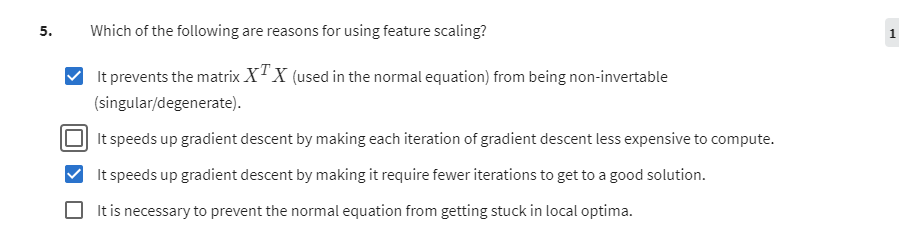 5. Which of the following are reasons for using feature scaling? 1
It prevents the matrix X^T X (used in the normal equation) from being non-invertable
(singular/degenerate).
It speeds up gradient descent by making each iteration of gradient descent less expensive to compute.
It speeds up gradient descent by making it require fewer iterations to get to a good solution.
It is necessary to prevent the normal equation from getting stuck in local optima.